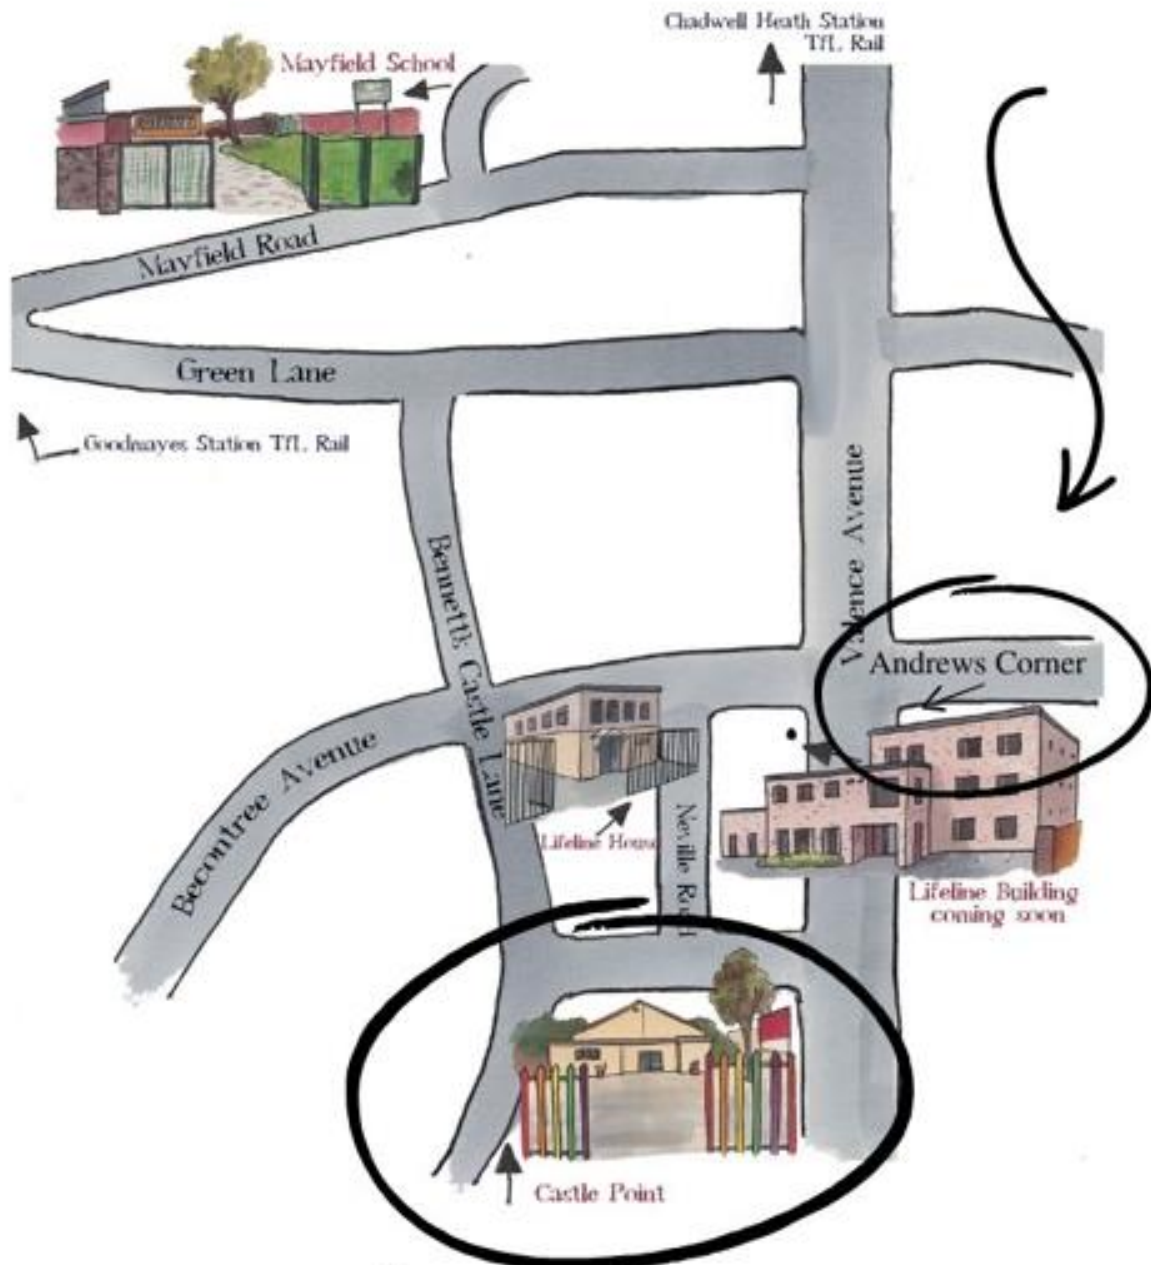 Chadwell Heath Station
TfL Rail
Mayfield School
Mayfield Road
Green Lane
Goodmayes Station TfL Rail
Bennetts Castle Lane
Valence Avenue
Andrews Corner
Becontree Avenue
Lifeline House
Neville Road
Lifeline Building
coming soon
Castle Point